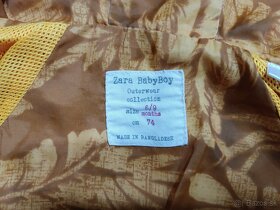 Zara BabyBoy
Outerwear
collection
size 6/9
months
cm 74
MADE IN BANGLADESH
bazos.sk